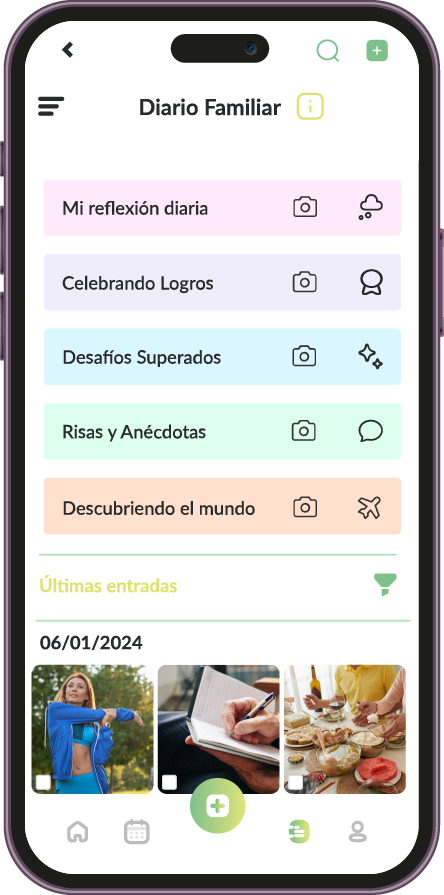 Diario Familiar
Mi reflexión diaria
Celebrando Logros
Desafíos Superados
Risas y Anécdotas
Descubriendo el mundo
Últimas entradas
06/01/2024